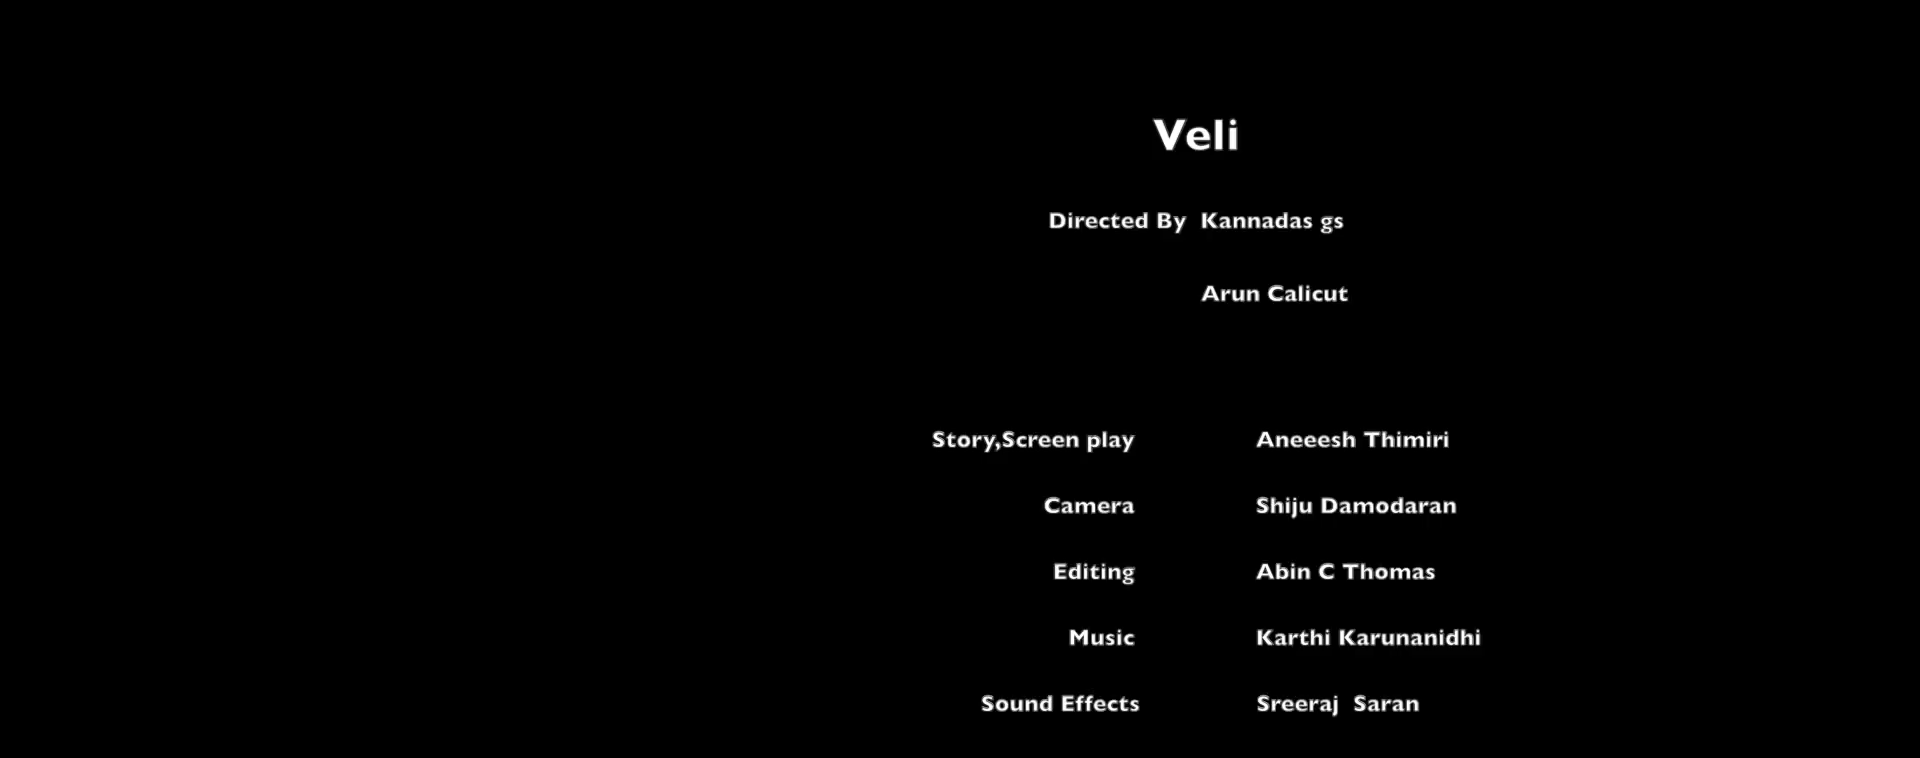 Veli
Directed By Kannadas gs
Arun Calicut
Story,Screen play Aneeesh Thimiri
Camera Shiju Damodaran
Editing Abin C Thomas
Music Karthi Karunanidhi
Sound Effects Sreeraj Saran